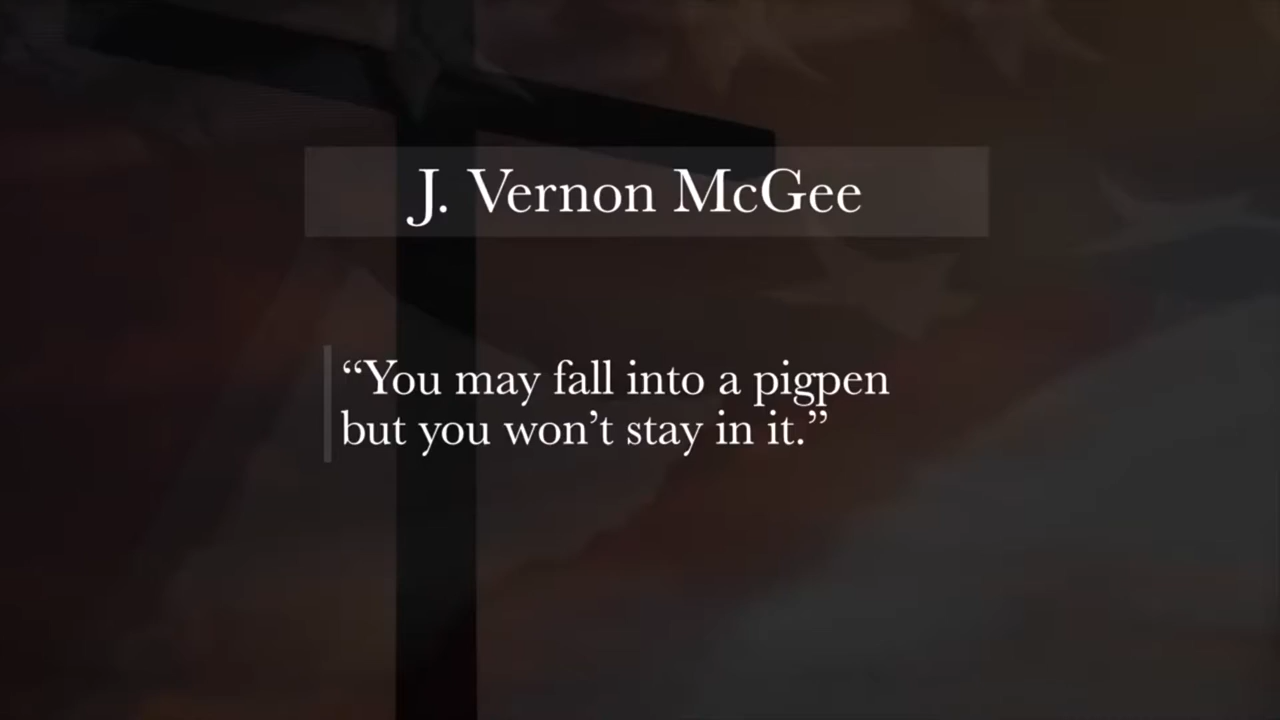 J. Vernon McGee
“You may fall into a pigpen
but you won’t stay in it.”